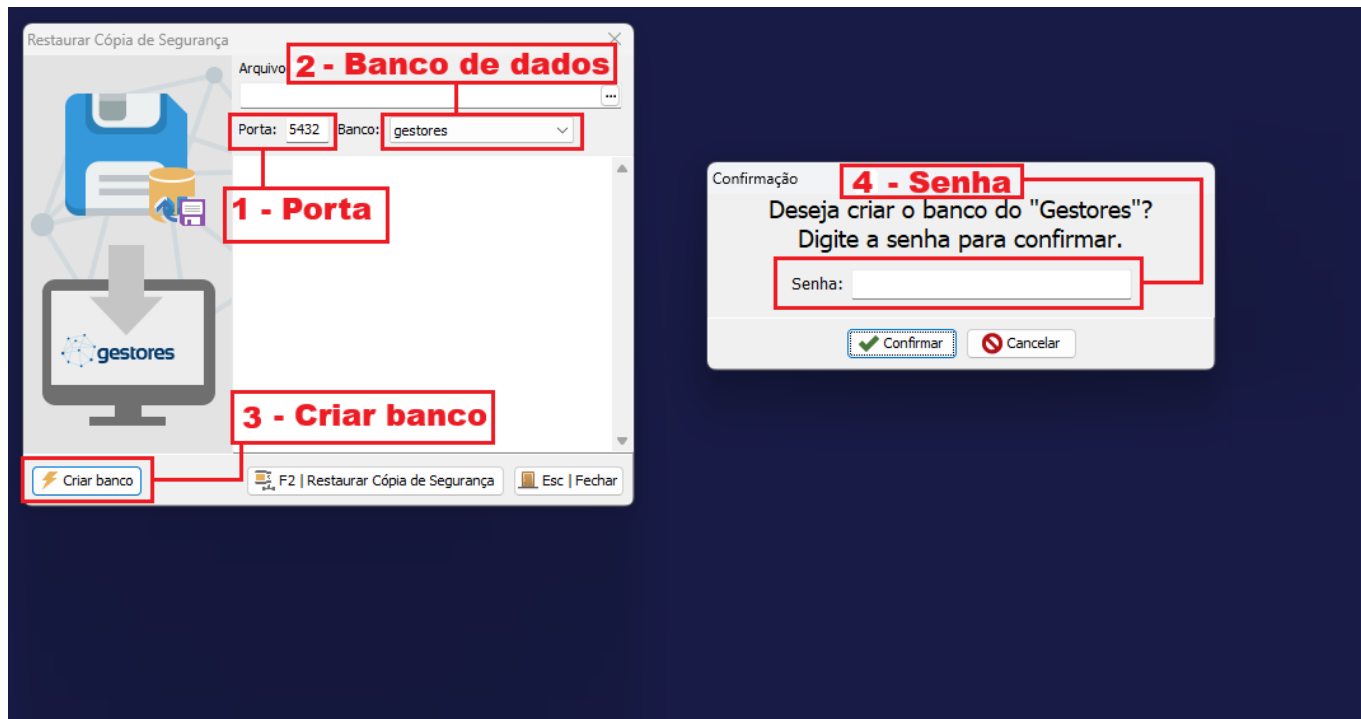 Restaurar Cópia de Segurança
Arquivo
2 - Banco de dados
...
Porta: 5432 Banco: gestores
1 - Porta
gestores
3 - Criar banco
Criar banco
F2 | Restaurar Cópia de Segurança
Esc | Fechar
Confirmação
4 - Senha
Deseja criar o banco do "Gestores"?
Digite a senha para confirmar.
Senha:
Confirmar
Cancelar